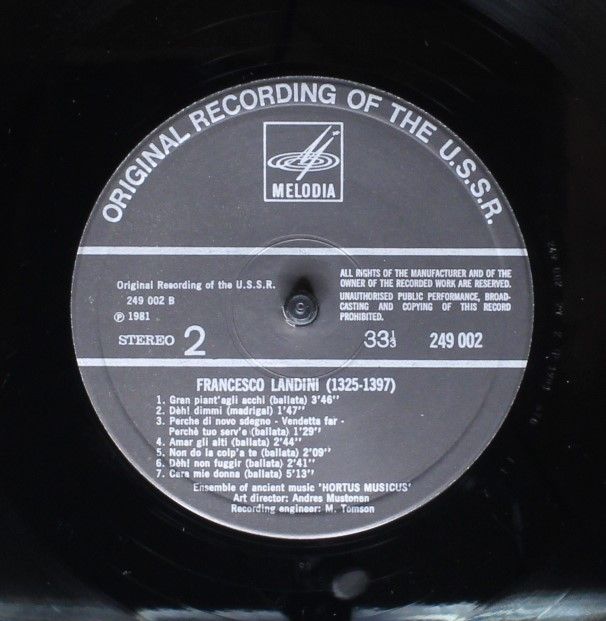 ORIGINAL RECORDING OF THE U.S.S.R.
MELODIA
Original Recording of the U.S.S.R.
249 002 B
℗ 1981
STEREO 2
ALL RIGHTS OF THE MANUFACTURER AND OF THE
OWNER OF THE RECORDED WORK ARE RESERVED.
UNAUTHORISED PUBLIC PERFORMANCE, BROAD-
CASTING AND COPYING OF THIS RECORD
PROHIBITED.
33⅓ 249 002
FRANCESCO LANDINI (1325-1397)
1. Gran piant'agli acchi (ballata) 3'46"
2. Dèh! dimmi (madrigal) 1'47"
3. Perche di novo sdegno - Vendetta far -
Perchè tuo serv'e (ballata) 1'29"
4. Amar gli alti (ballata) 2'44"
5. Non do la colp'a te (ballata) 2'09"
6. Dèh! non fuggir (ballata) 2'41"
7. Cara mie donna (ballata) 5'13"
Ensemble of ancient music 'HORTUS MUSICUS'
Art director: Andres Mustonen
Recording engineer: M. Tomson